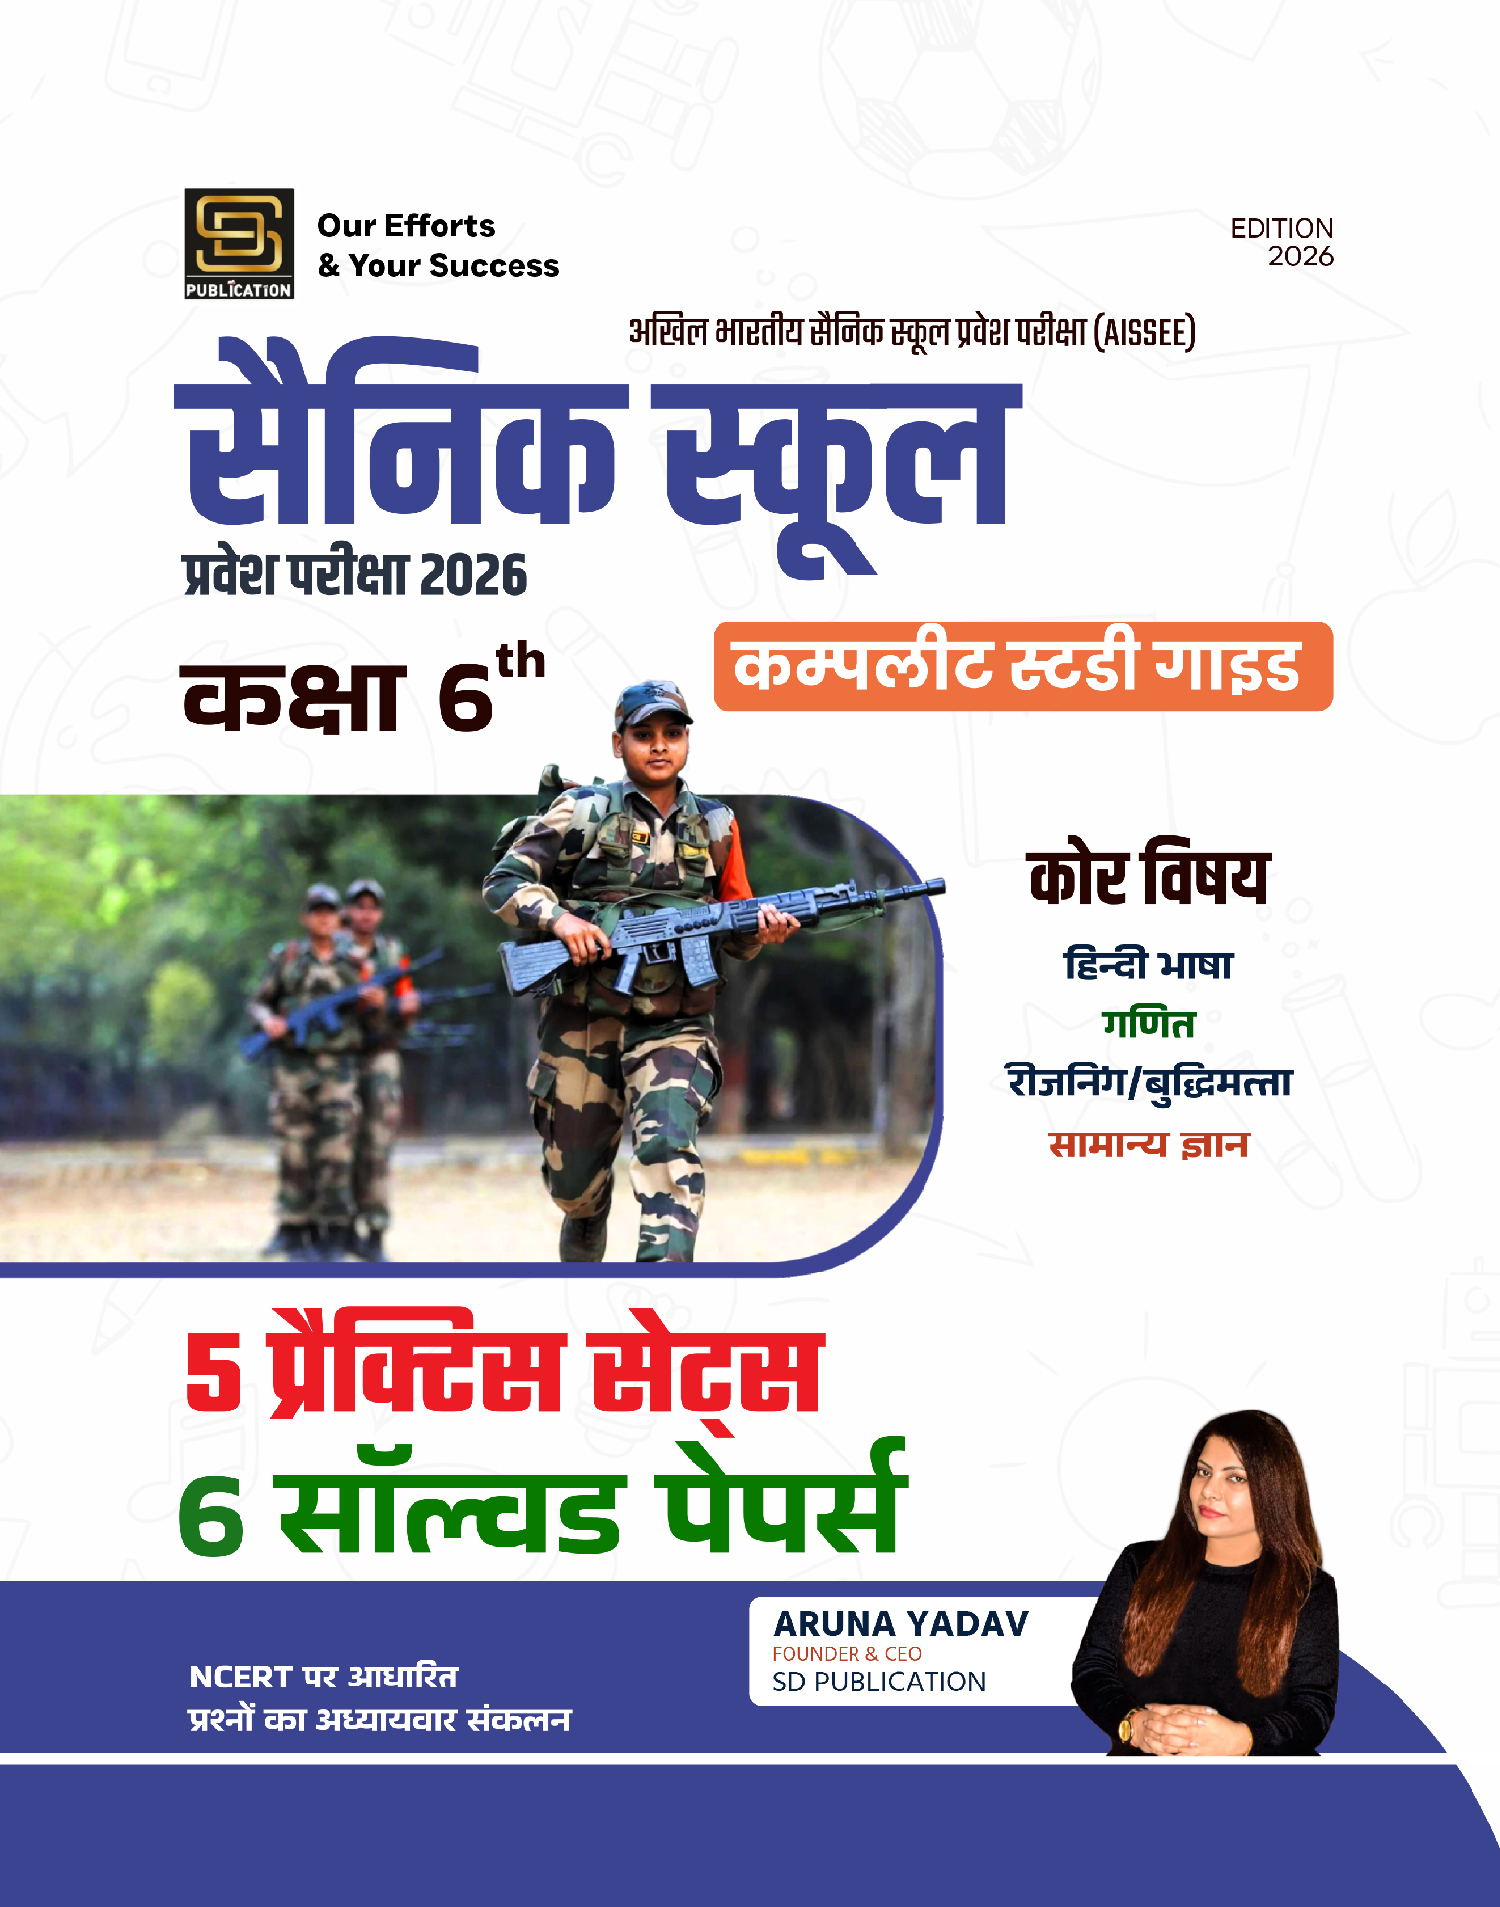 SD
PUBLICATION
Our Efforts
& Your Success
EDITION
2026
अखिल भारतीय सैनिक स्कूल प्रवेश परीक्षा (AISSEE)
सैनिक स्कूल
प्रवेश परीक्षा 2026
कक्षा 6th
कम्पलीट स्टडी गाइड
कोर विषय
हिन्दी भाषा
गणित
रीजनिंग/बुद्धिमत्ता
सामान्य ज्ञान
5 प्रैक्टिस सेट्स
6 सॉल्वड पेपर्स
ARUNA YADAV
FOUNDER & CEO
SD PUBLICATION
NCERT पर आधारित
प्रश्नों का अध्यायवार संकलन